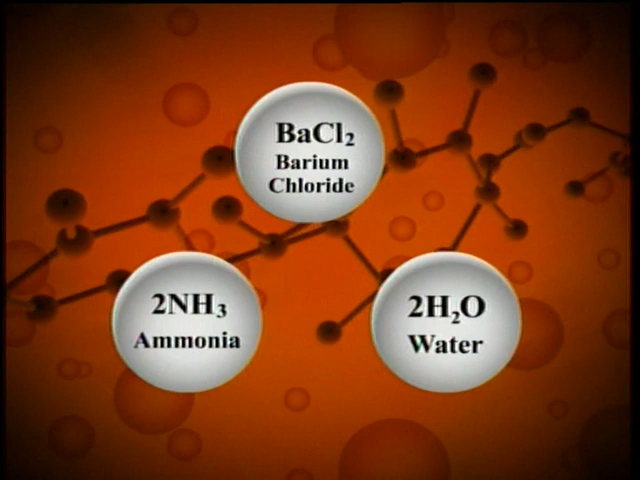 BaCl₂
Barium
Chloride
2NH₃
Ammonia
2H₂O
Water